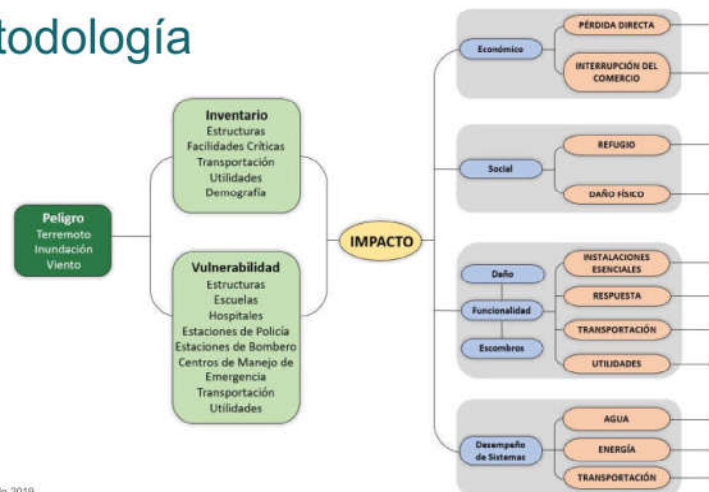 todología
Peligro
Terremoto
Inundación
Viento
Inventario
Estructuras
Facilidades Críticas
Transportación
Utilidades
Demografía
Vulnerabilidad
Estructuras
Escuelas
Hospitales
Estaciones de Policía
Estaciones de Bombero
Centros de Manejo de
Emergencia
Transportación
Utilidades
IMPACTO
Económico
PÉRDIDA DIRECTA
INTERRUPCIÓN DEL
COMERCIO
Social
REFUGIO
DAÑO FÍSICO
Daño
Funcionalidad
Escombros
INSTALACIONES
ESENCIALES
RESPUESTA
TRANSPORTACIÓN
UTILIDADES
Desempeño
de Sistemas
AGUA
ENERGÍA
TRANSPORTACIÓN
2019